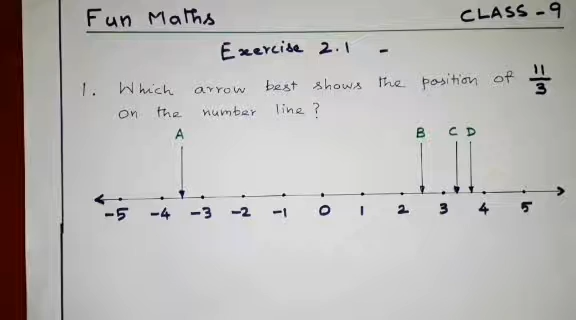 Fun Maths
CLASS - 9
Exercise 2.1 -
1. Which arrow best shows the position of 11/3
on the number line ?
A B C D
-5 -4 -3 -2 -1 0 1 2 3 4 5